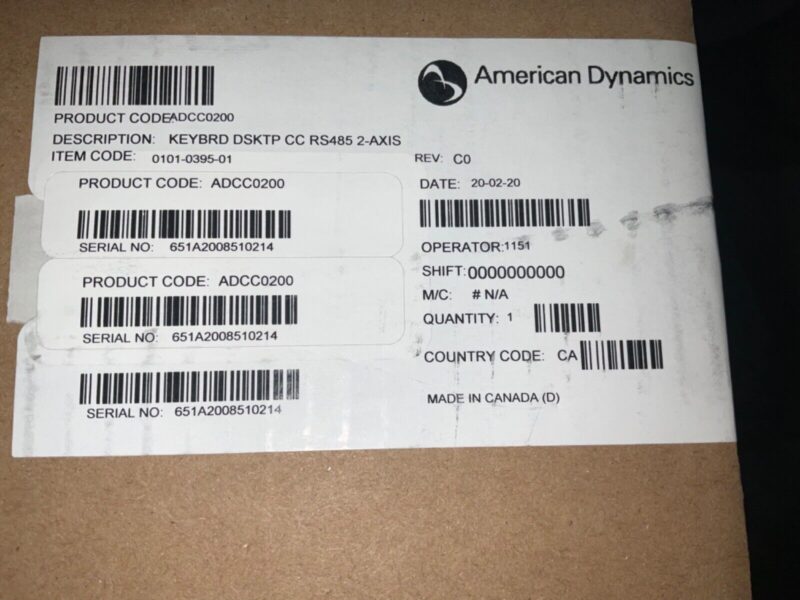 American Dynamics
PRODUCT CODE: ADCC0200
DESCRIPTION: KEYBRD DSKTP CC RS485 2-AXIS
ITEM CODE: 0101-0395-01
REV: C0
PRODUCT CODE: ADCC0200
SERIAL NO: 651A2008510214
PRODUCT CODE: ADCC0200
SERIAL NO: 651A2008510214
SERIAL NO: 651A2008510214
DATE: 20-02-20
OPERATOR:1151
SHIFT:0000000000
M/C: # N/A
QUANTITY: 1
COUNTRY CODE: CA
MADE IN CANADA (D)